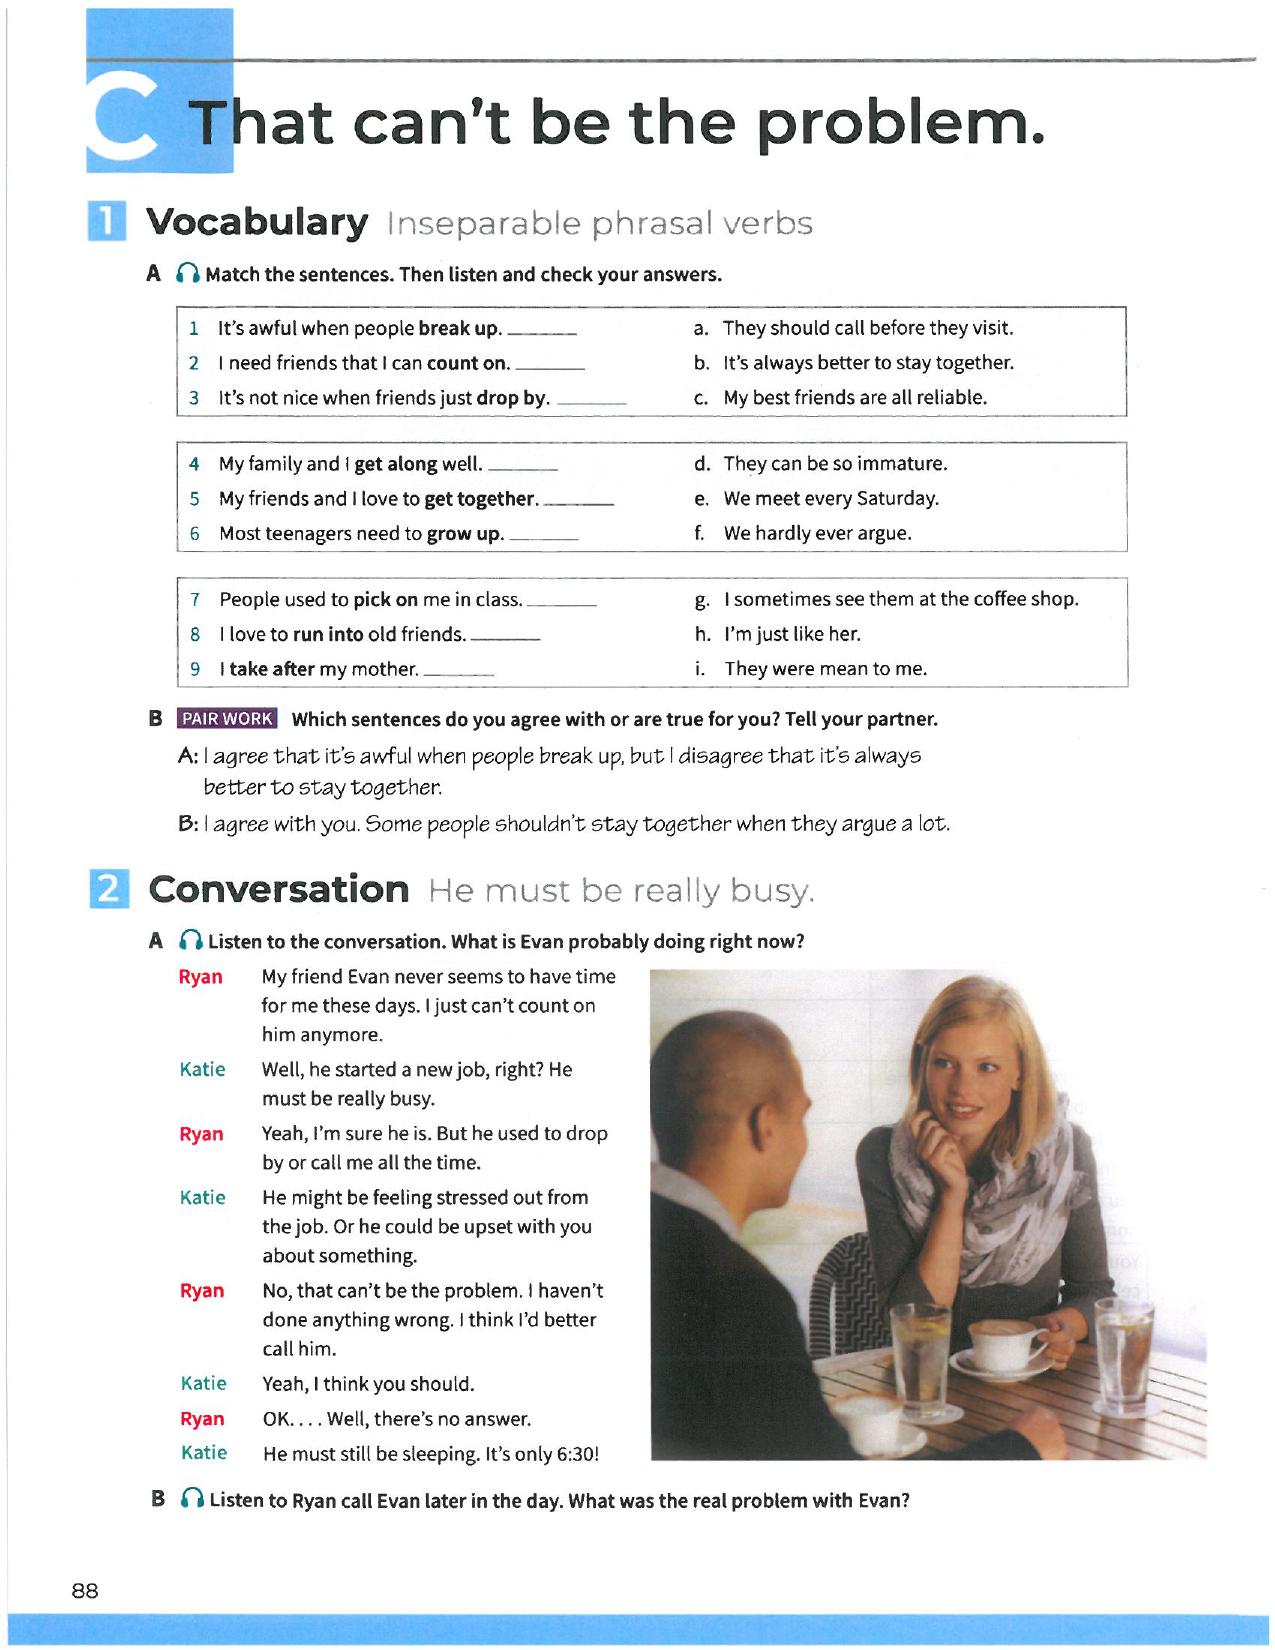 C That can't be the problem.
1 Vocabulary Inseparable phrasal verbs
A Match the sentences. Then listen and check your answers.
1 It's awful when people break up. ______ a. They should call before they visit.
2 I need friends that I can count on. ______ b. It's always better to stay together.
3 It's not nice when friends just drop by. ______ c. My best friends are all reliable.
4 My family and I get along well. ______ d. They can be so immature.
5 My friends and I love to get together. ______ e. We meet every Saturday.
6 Most teenagers need to grow up. ______ f. We hardly ever argue.
7 People used to pick on me in class. ______ g. I sometimes see them at the coffee shop.
8 I love to run into old friends. ______ h. I'm just like her.
9 I take after my mother. ______ i. They were mean to me.
B PAIR WORK Which sentences do you agree with or are true for you? Tell your partner.
A: I agree that it's awful when people break up, but I disagree that it's always
better to stay together.
B: I agree with you. Some people shouldn't stay together when they argue a lot.
2 Conversation He must be really busy.
A Listen to the conversation. What is Evan probably doing right now?
Ryan My friend Evan never seems to have time
for me these days. I just can't count on
him anymore.
Katie Well, he started a new job, right? He
must be really busy.
Ryan Yeah, I'm sure he is. But he used to drop
by or call me all the time.
Katie He might be feeling stressed out from
the job. Or he could be upset with you
about something.
Ryan No, that can't be the problem. I haven't
done anything wrong. I think I'd better
call him.
Katie Yeah, I think you should.
Ryan OK. . . . Well, there's no answer.
Katie He must still be sleeping. It's only 6:30!
B Listen to Ryan call Evan later in the day. What was the real problem with Evan?
88